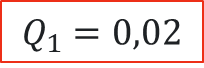 Q₁ = 0,02